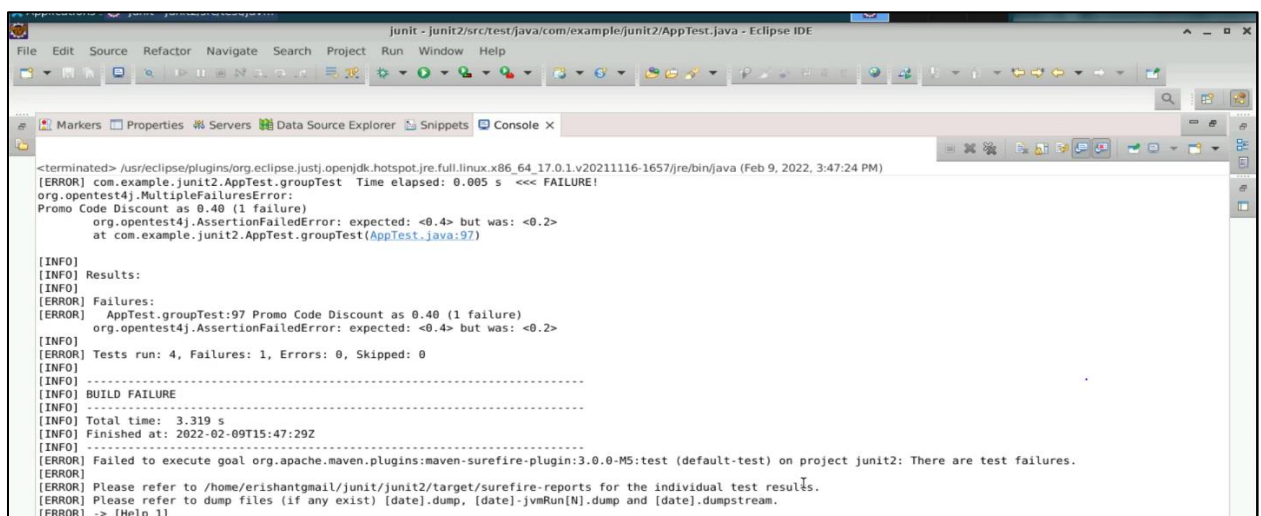 junit - junit2/src/test/java/com/example/junit2/AppTest.java - Eclipse IDE
File Edit Source Refactor Navigate Search Project Run Window Help
Markers Properties Servers Data Source Explorer Snippets Console
<terminated> /usr/eclipse/plugins/org.eclipse.justj.openjdk.hotspot.jre.full.linux.x86_64_17.0.1.v20211116-1657/jre/bin/java (Feb 9, 2022, 3:47:24 PM)
[ERROR] com.example.junit2.AppTest.groupTest  Time elapsed: 0.005 s  <<< FAILURE!
org.opentest4j.MultipleFailuresError:
Promo Code Discount as 0.40 (1 failure)
        org.opentest4j.AssertionFailedError: expected: <0.4> but was: <0.2>
        at com.example.junit2.AppTest.groupTest(AppTest.java:97)
[INFO]
[INFO] Results:
[INFO]
[ERROR] Failures:
[ERROR]   AppTest.groupTest:97 Promo Code Discount as 0.40 (1 failure)
        org.opentest4j.AssertionFailedError: expected: <0.4> but was: <0.2>
[INFO]
[ERROR] Tests run: 4, Failures: 1, Errors: 0, Skipped: 0
[INFO]
[INFO] ------------------------------------------------------------------------
[INFO] BUILD FAILURE
[INFO] ------------------------------------------------------------------------
[INFO] Total time:  3.319 s
[INFO] Finished at: 2022-02-09T15:47:29Z
[INFO] ------------------------------------------------------------------------
[ERROR] Failed to execute goal org.apache.maven.plugins:maven-surefire-plugin:3.0.0-M5:test (default-test) on project junit2: There are test failures.
[ERROR]
[ERROR] Please refer to /home/erishantgmail/junit/junit2/target/surefire-reports for the individual test results.
[ERROR] Please refer to dump files (if any exist) [date].dump, [date]-jvmRun[N].dump and [date].dumpstream.
[ERROR] -> [Help 1]